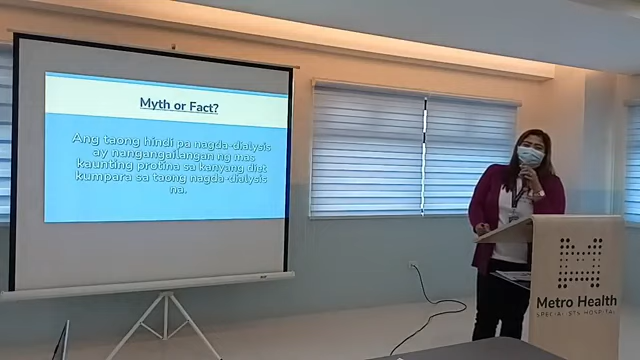 Myth or Fact?
Ang taong hindi pa nagda-dialysis
ay nangangailangan ng mas
kaunting protina sa kanyang diet
kumpara sa taong nagda-dialysis
na.
Metro Health
SPECIALISTS HOSPITAL